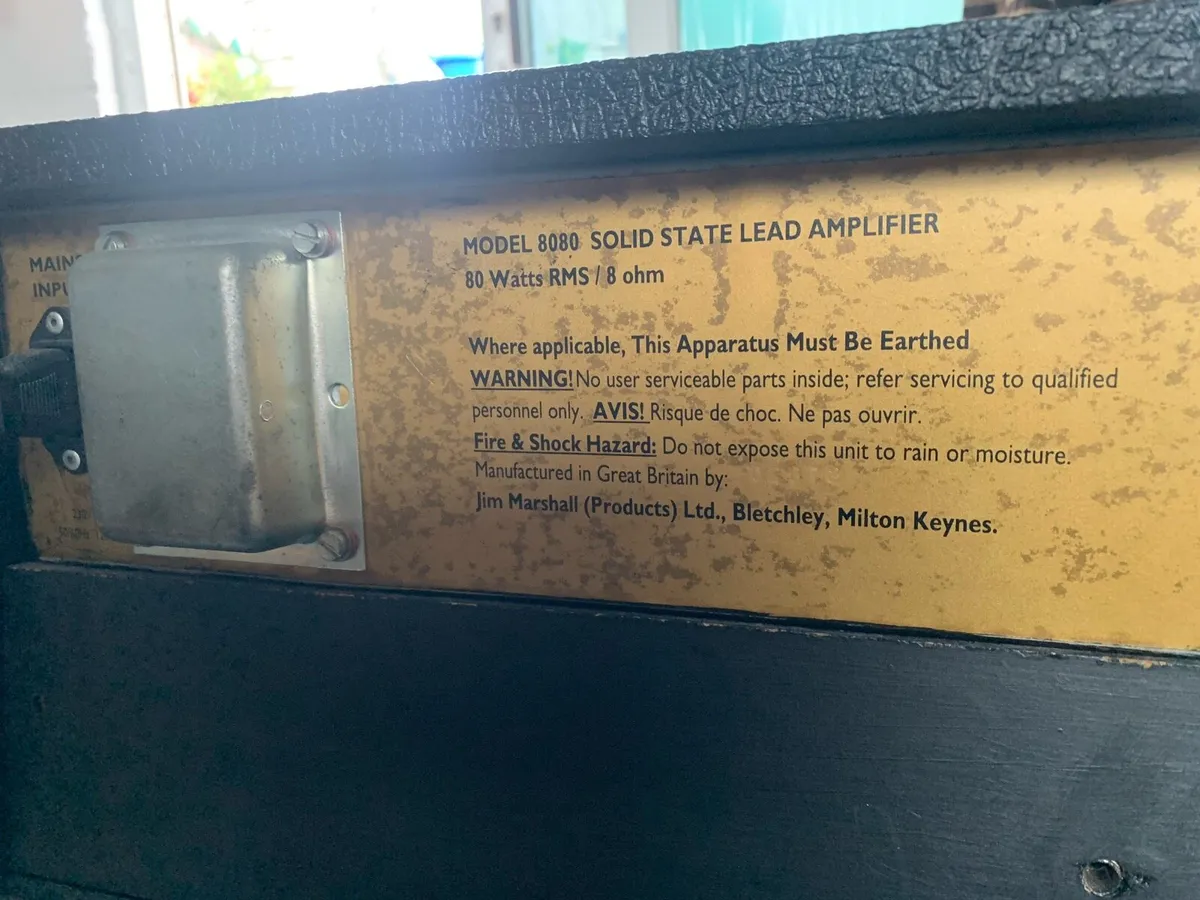 MAINS
INPU
MODEL 8080 SOLID STATE LEAD AMPLIFIER
80 Watts RMS / 8 ohm
Where applicable, This Apparatus Must Be Earthed
WARNING! No user serviceable parts inside; refer servicing to qualified
personnel only. AVIS! Risque de choc. Ne pas ouvrir.
Fire & Shock Hazard: Do not expose this unit to rain or moisture.
Manufactured in Great Britain by:
Jim Marshall (Products) Ltd., Bletchley, Milton Keynes.